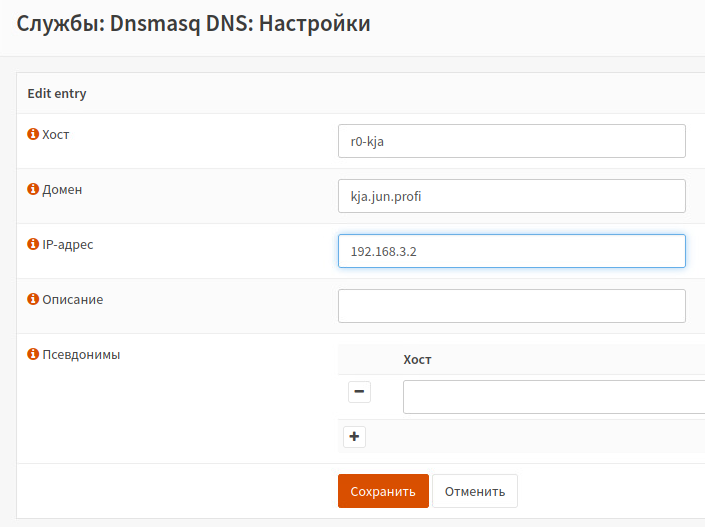 Службы: Dnsmasq DNS: Настройки
Edit entry
Хост
r0-kja
Домен
kja.jun.profi
IP-адрес
192.168.3.2
Описание
Псевдонимы
Хост
Сохранить Отменить